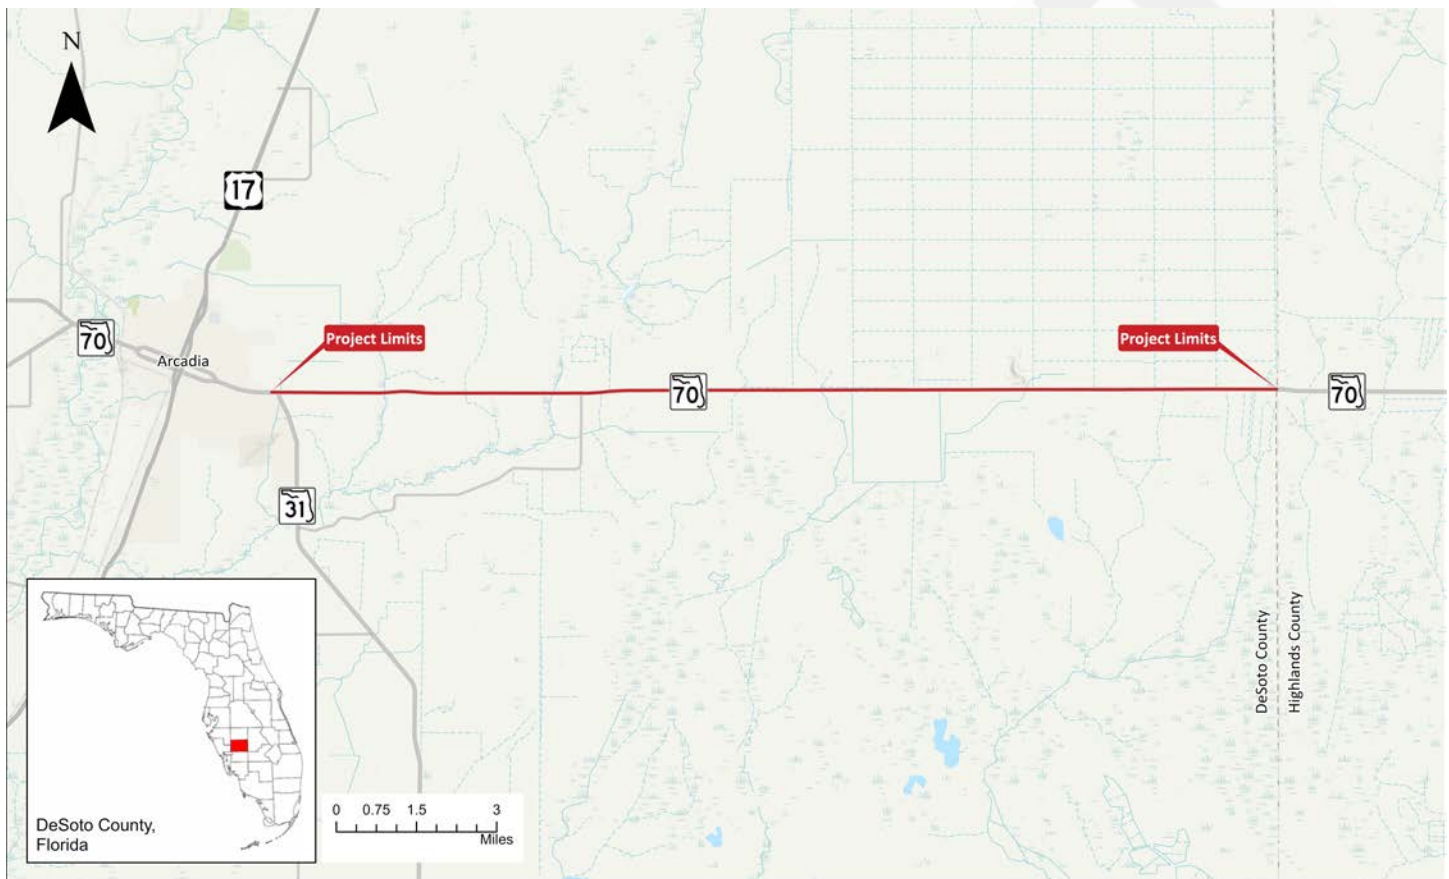 N
17
Project Limits
Project Limits
70
Arcadia
70
70
31
DeSoto County
Highlands County
0 0.75 1.5 3
Miles
DeSoto County,
Florida